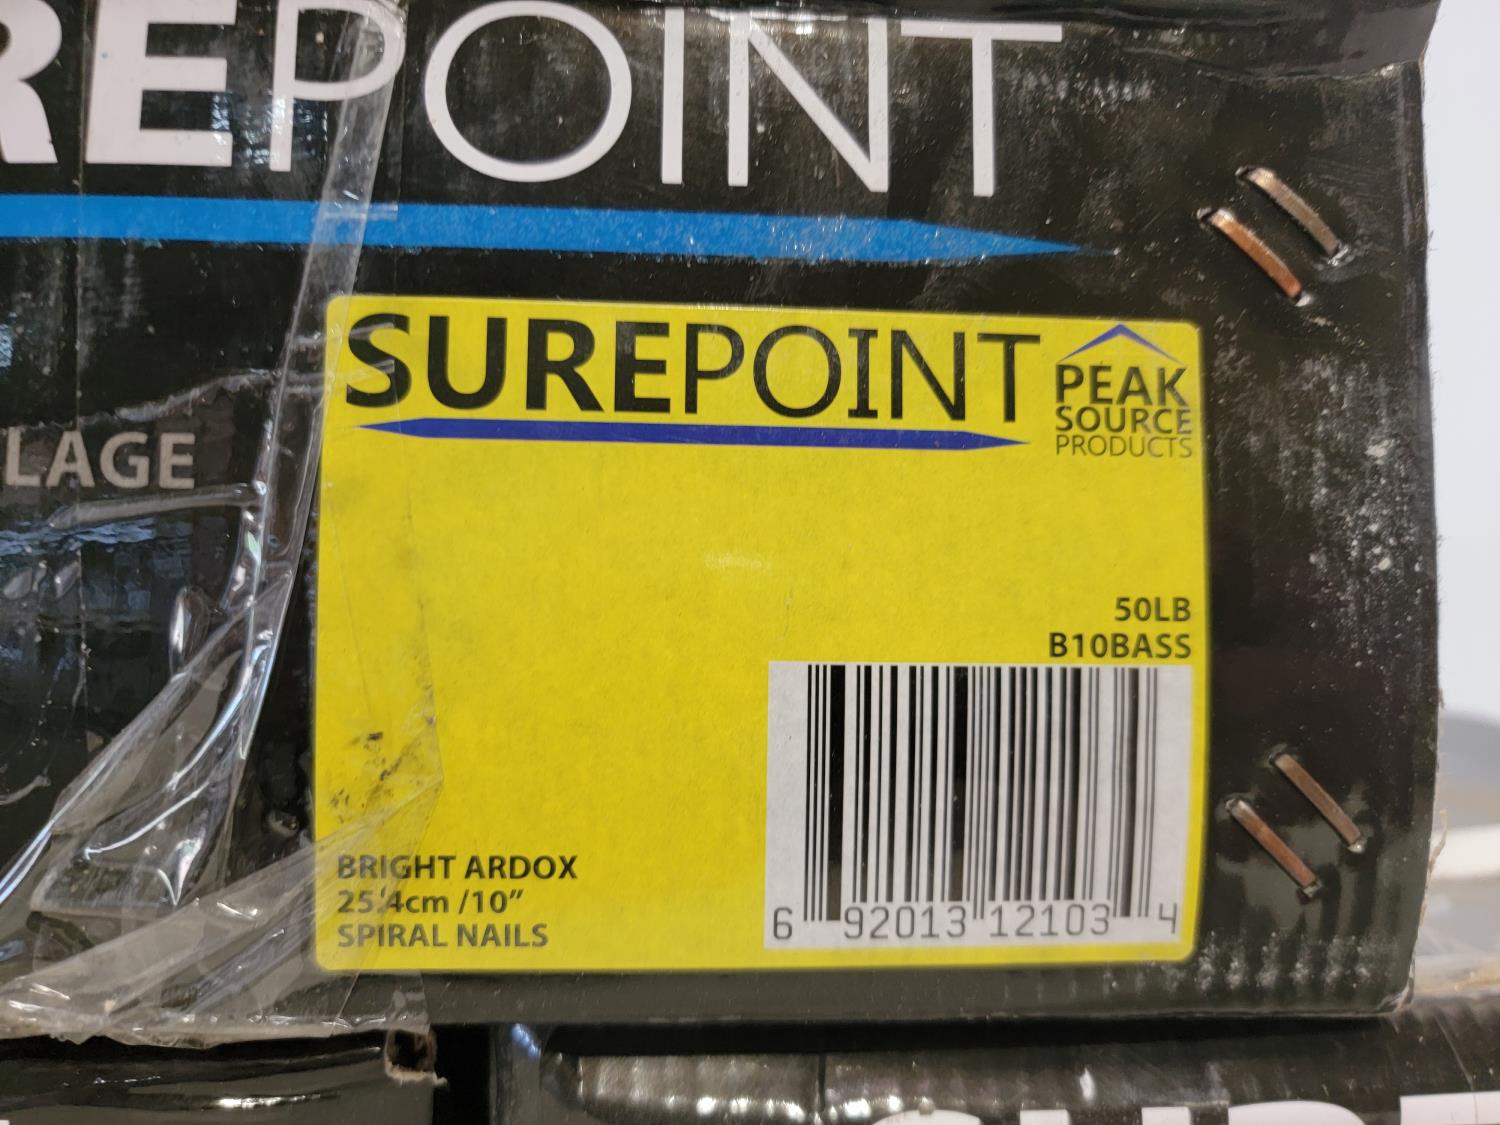 REPOINT
SUREPOINT
PEAK
SOURCE
PRODUCTS
LAGE
50LB
B10BASS
BRIGHT ARDOX
25.4cm /10”
SPIRAL NAILS
6 92013 12103 4